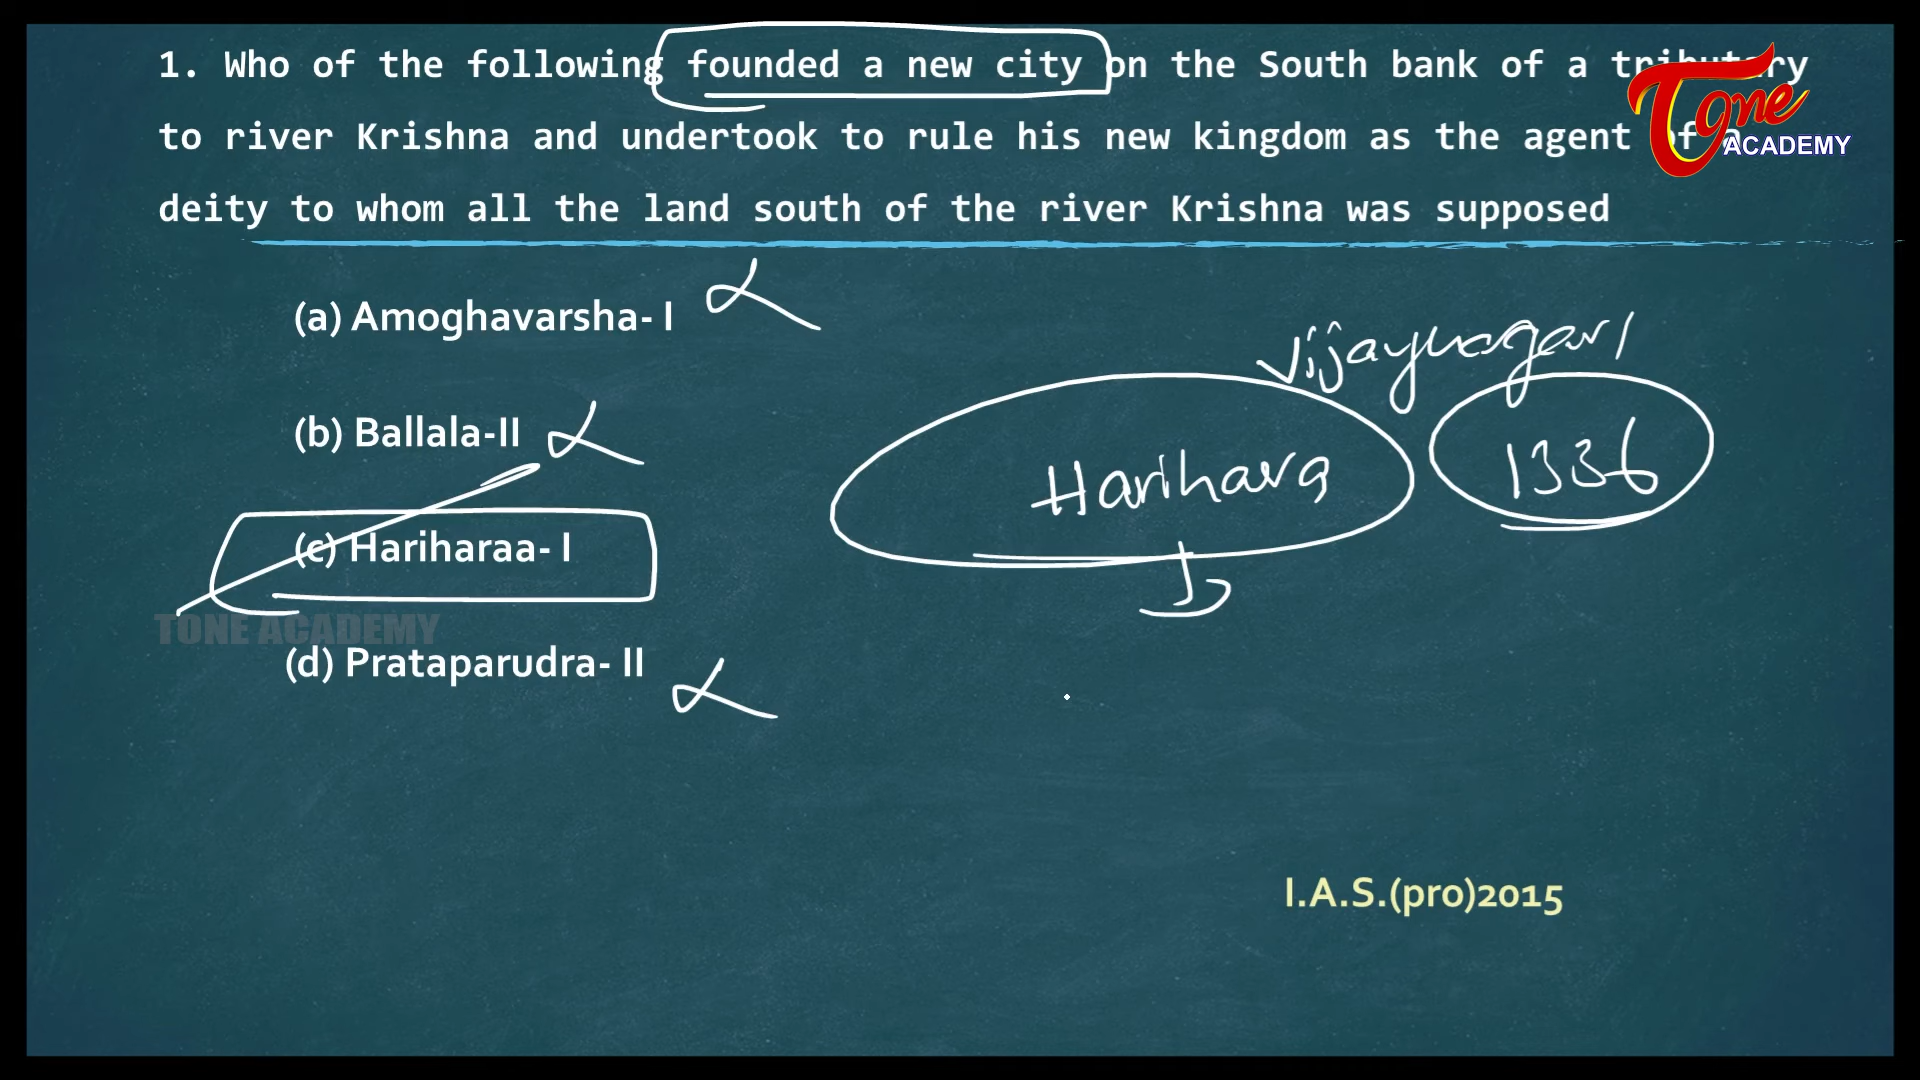 1. Who of the following founded a new city on the South bank of a tributary
to river Krishna and undertook to rule his new kingdom as the agent of a
deity to whom all the land south of the river Krishna was supposed
Tone
ACADEMY
(a) Amoghavarsha- I
Vijaynagar
(b) Ballala-II
Harihara
1336
(c) Hariharaa- I
TONE ACADEMY
(d) Prataparudra- II
I.A.S.(pro)2015